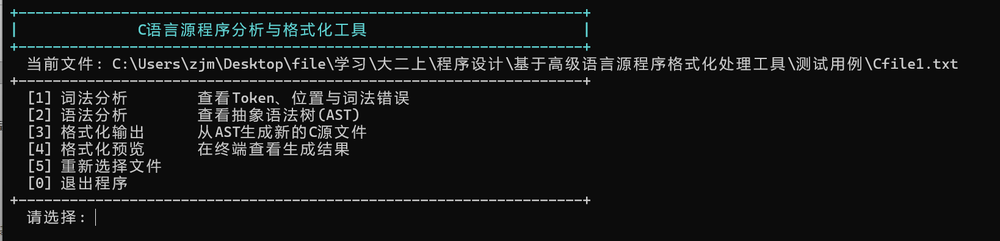 +------------------------------------------------------------------+
| C语言源程序分析与格式化工具 |
+------------------------------------------------------------------+
当前文件: C:\Users\zjm\Desktop\file\学习\大二上\程序设计\基于高级语言源程序格式化处理工具\测试用例\Cfile1.txt
+------------------------------------------------------------------+
[1] 词法分析 查看Token、位置与词法错误
[2] 语法分析 查看抽象语法树(AST)
[3] 格式化输出 从AST生成新的C源文件
[4] 格式化预览 在终端查看生成结果
[5] 重新选择文件
[0] 退出程序
+------------------------------------------------------------------+
请选择: